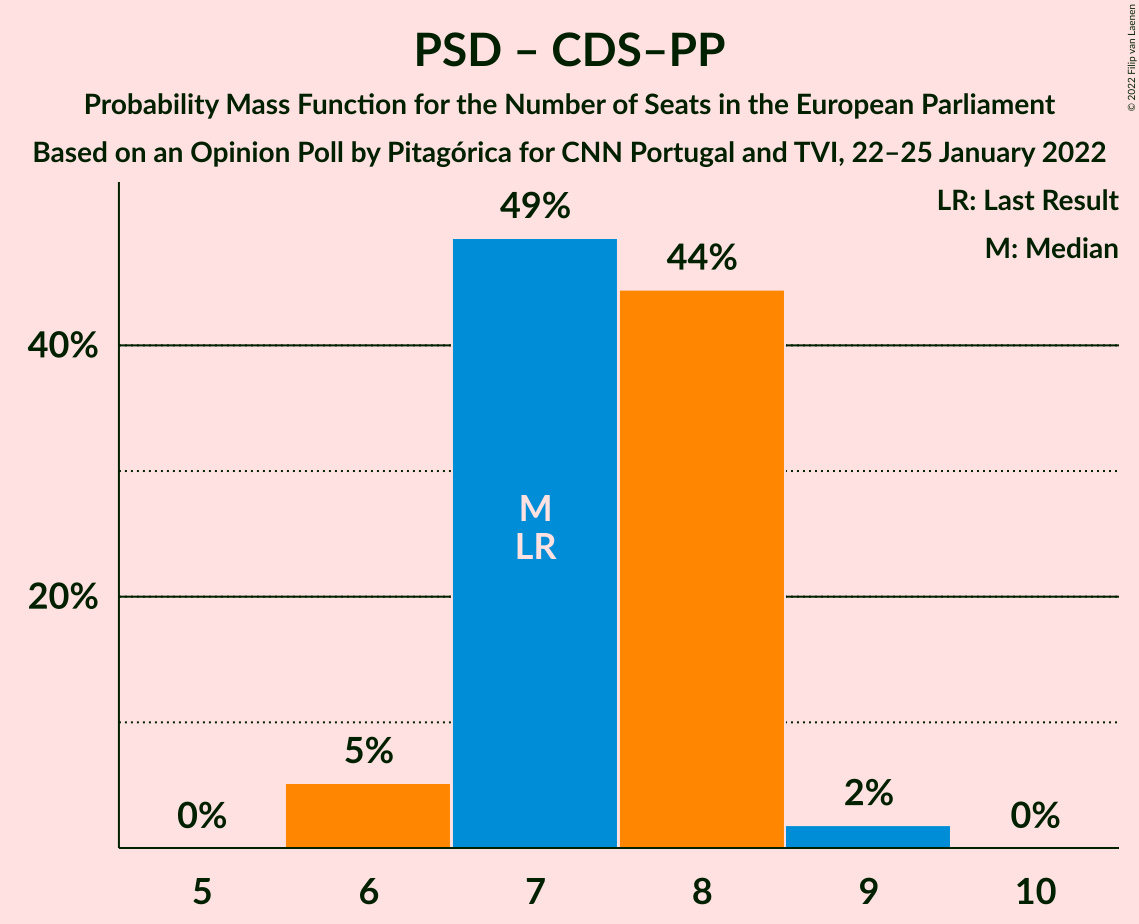 PSD – CDS–PP
Probability Mass Function for the Number of Seats in the European Parliament
Based on an Opinion Poll by Pitagórica for CNN Portugal and TVI, 22–25 January 2022
© 2022 Filip van Laenen
LR: Last Result
M: Median
49%
44%
40%
M
LR
20%
5%
2%
0%
0%
5
6
7
8
9
10